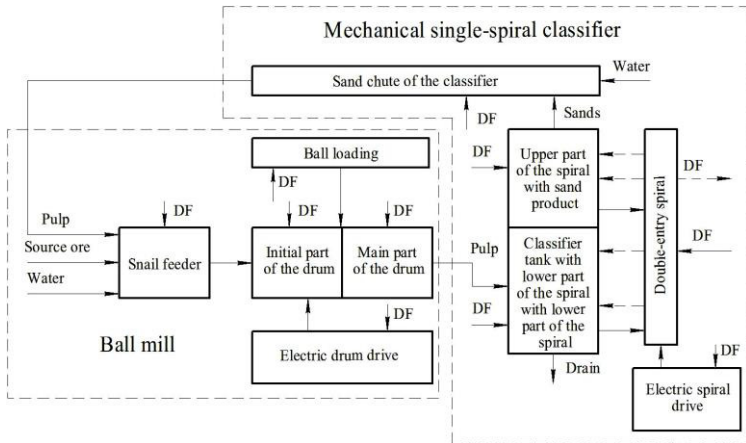 Mechanical single-spiral classifier
Sand chute of the classifier
Water
DF
Sands
Ball loading
DF
DF
Upper part
of the spiral
with sand
product
DF
Double-entry spiral
DF
DF
DF
DF
Pulp
Source ore
Water
Snail feeder
Initial part
of the drum
Main part
of the drum
Pulp
DF
Classifier
tank with
lower part
of the spiral
with lower
part of the
spiral
Drain
Ball mill
DF
Electric drum drive
DF
Electric spiral
drive